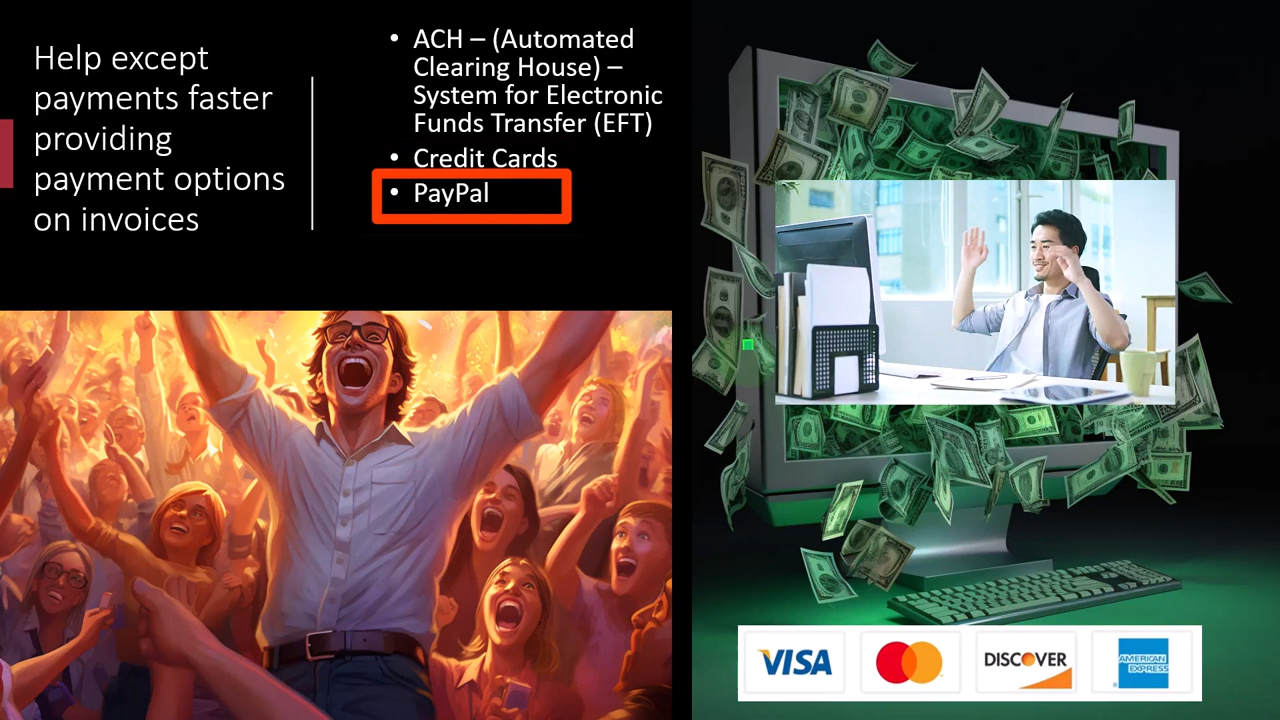 Help except
payments faster
providing
payment options
on invoices
• ACH – (Automated
Clearing House) –
System for Electronic
Funds Transfer (EFT)
• Credit Cards
• PayPal
VISA
DISCOVER
AMERICAN
EXPRESS